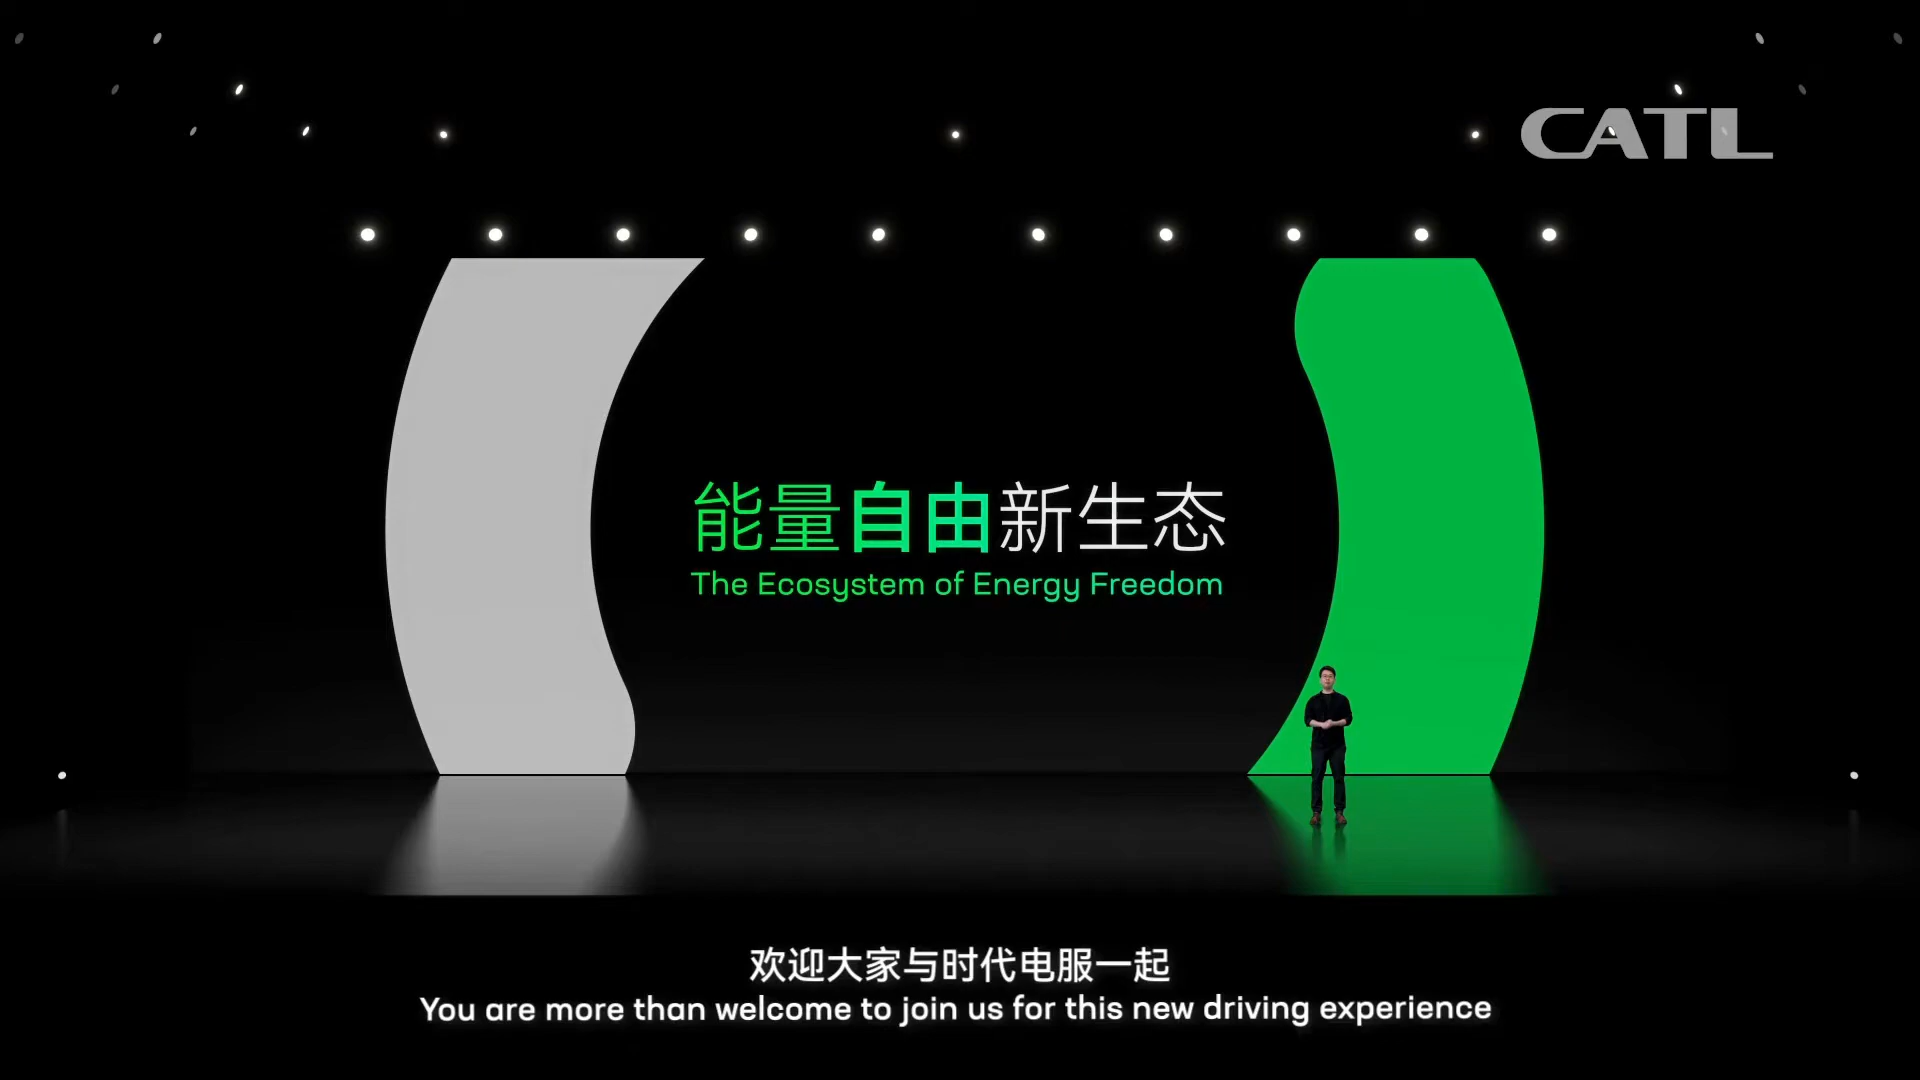 CATL
能量自由新生态
The Ecosystem of Energy Freedom
欢迎大家与时代电服一起
You are more than welcome to join us for this new driving experience